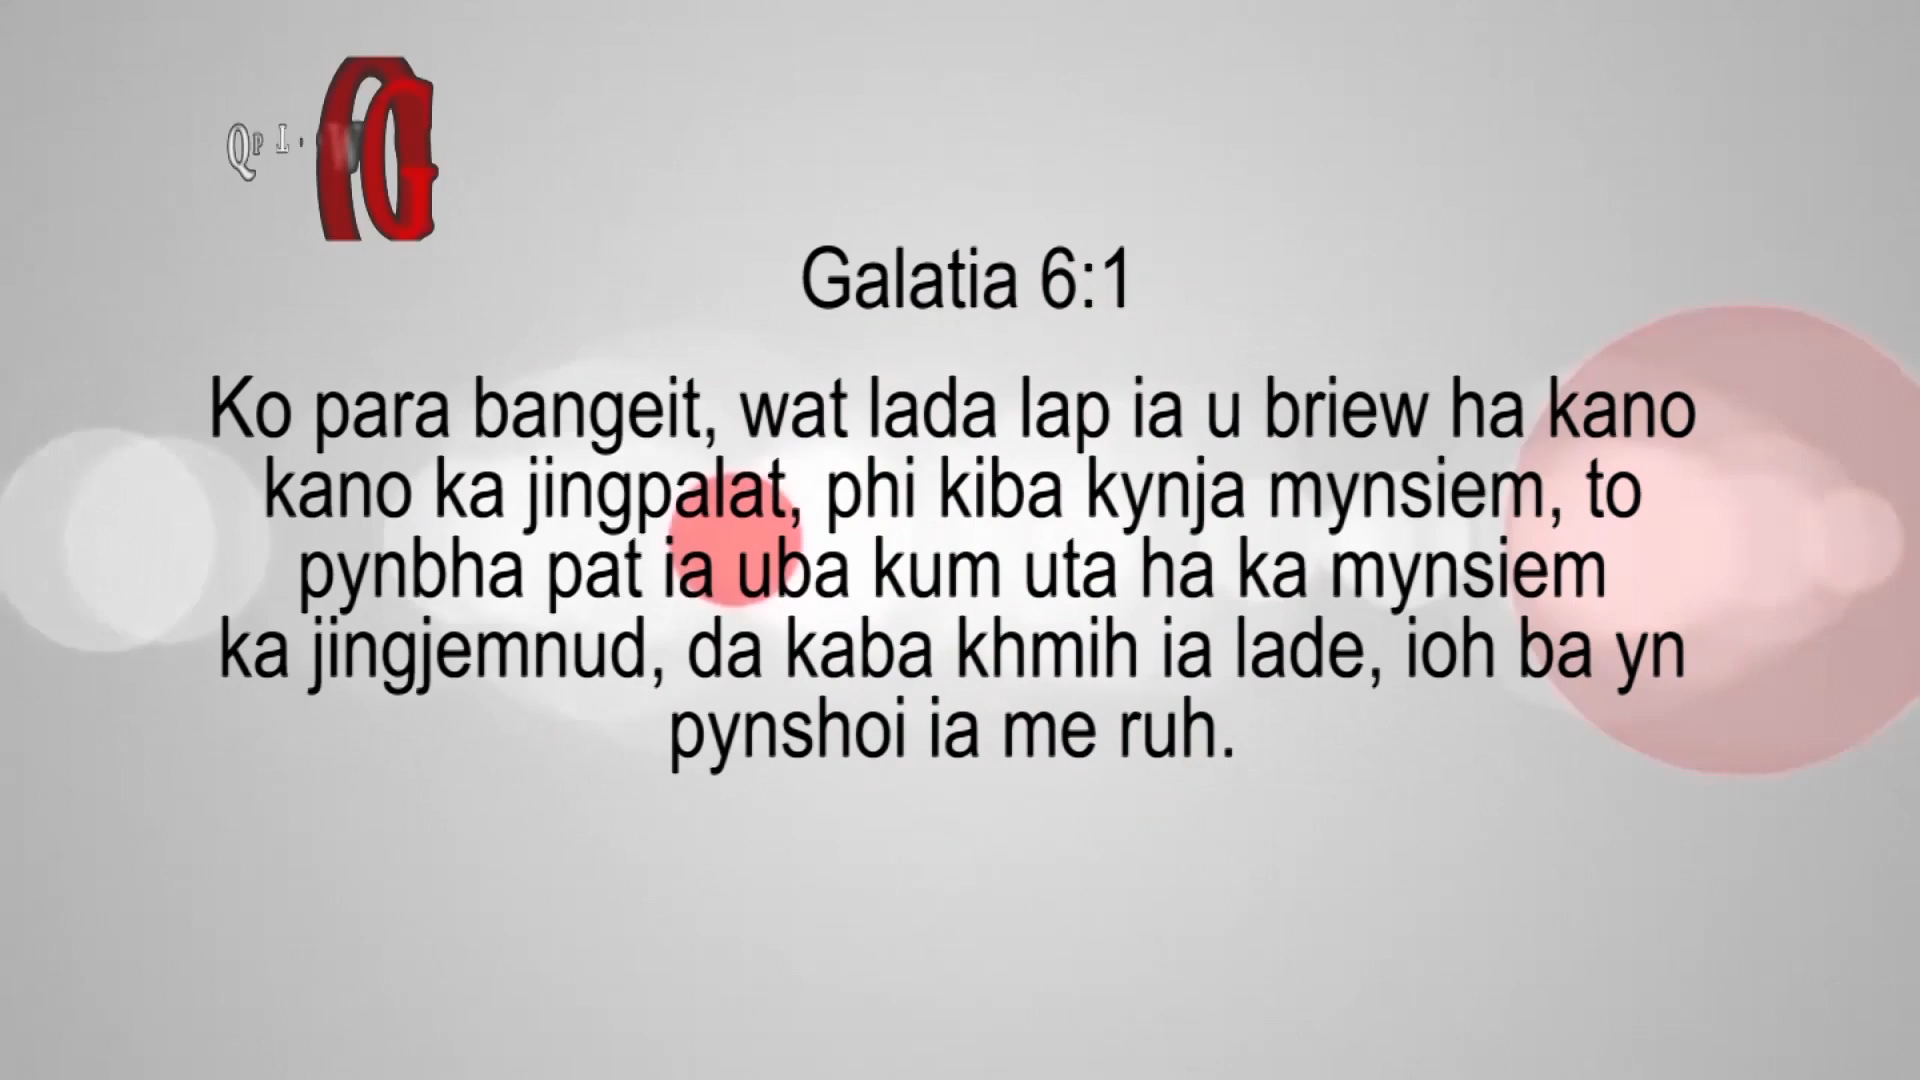 Galatia 6:1
Ko para bangeit, wat lada lap ia u briew ha kano
kano ka jingpalat, phi kiba kynja mynsiem, to
pynbha pat ia uba kum uta ha ka mynsiem
ka jingjemnud, da kaba khmih ia lade, ioh ba yn
pynshoi ia me ruh.